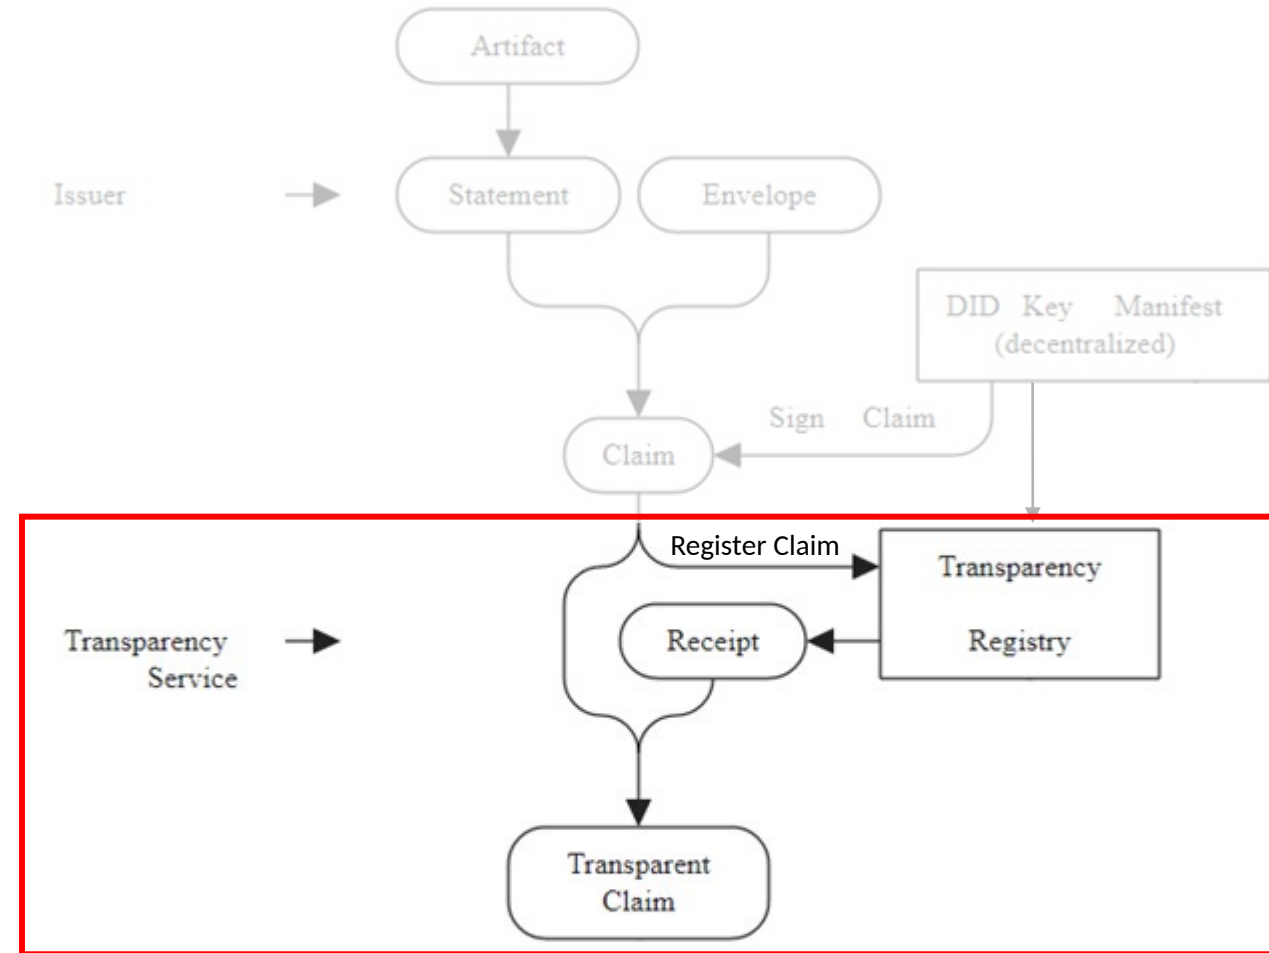 Artifact
Issuer
Statement
Envelope
DID Key Manifest
(decentralized)
Sign Claim
Claim
Register Claim
Transparency
Registry
Receipt
Transparency
Service
Transparent
Claim